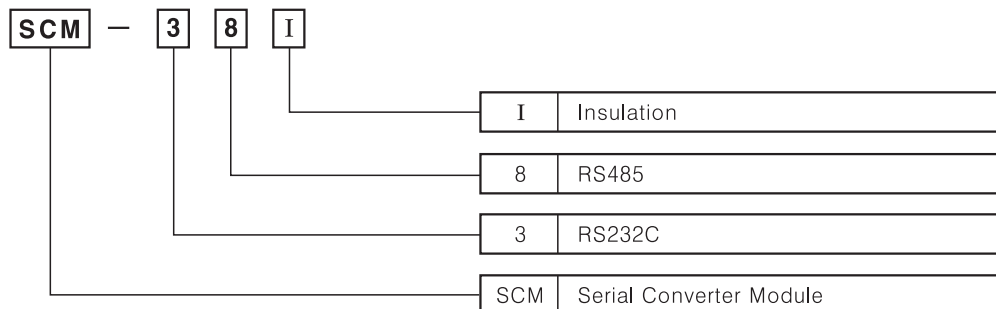 SCM — 3 8 I
I Insulation
8 RS485
3 RS232C
SCM Serial Converter Module